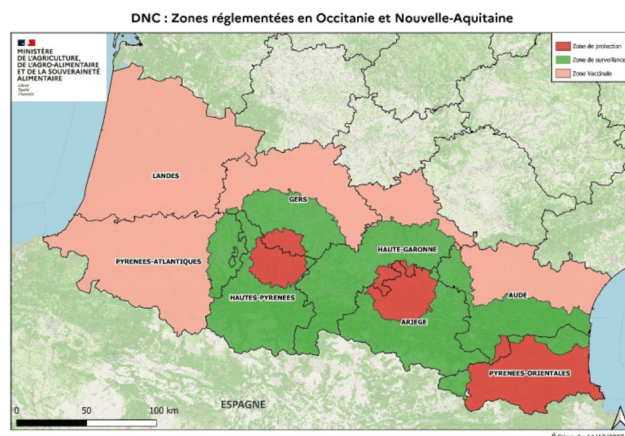 DNC : Zones réglementées en Occitanie et Nouvelle-Aquitaine
MINISTÈRE
DE L'AGRICULTURE,
DE L'AGRO-ALIMENTAIRE
ET DE LA SOUVERAINETÉ
ALIMENTAIRE
Zone de protection
Zone de surveillance
Zone Vaccinale
LANDES
GERS
PYRENEES-ATLANTIQUES
HAUTE-GARONNE
HAUTES-PYRENEES
AUDE
ARIEGE
PYRENEES-ORIENTALES
ESPAGNE
0 50 100 km